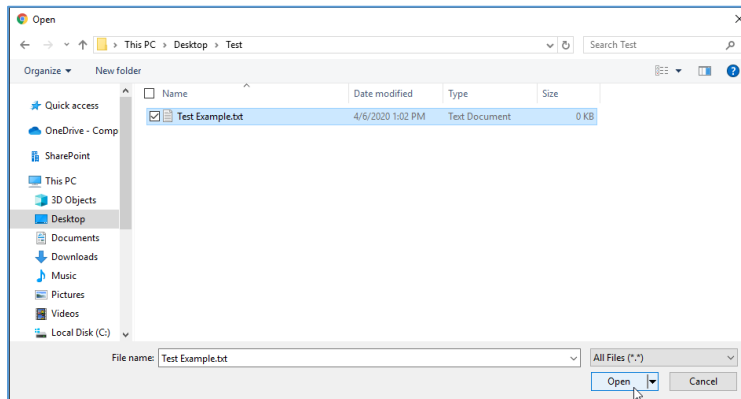 Open
This PC > Desktop > Test
Search Test
Organize
New folder
Name
Date modified
Type
Size
Test Example.txt
4/6/2020 1:02 PM
Text Document
0 KB
Quick access
OneDrive - Comp
SharePoint
This PC
3D Objects
Desktop
Documents
Downloads
Music
Pictures
Videos
Local Disk (C:)
File name: Test Example.txt
All Files (*.*)
Open
Cancel